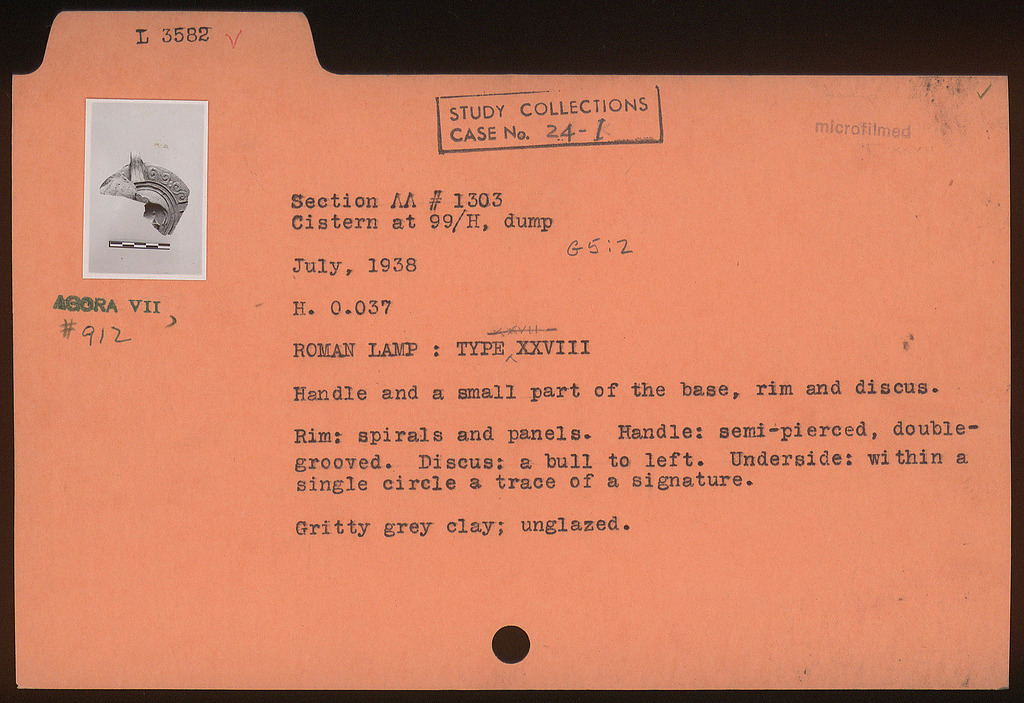 L 3582 √
STUDY COLLECTIONS
CASE No. 24-1
microfilmed
Section ΛΛ # 1303
Cistern at 99/H, dump
G5:2
July, 1938
AGORA VII,
#912
H. 0.037
XXVII
ROMAN LAMP : TYPE XXVIII
Handle and a small part of the base, rim and discus.
Rim: spirals and panels. Handle: semi-pierced, double-
grooved. Discus: a bull to left. Underside: within a
single circle a trace of a signature.
Gritty grey clay; unglazed.